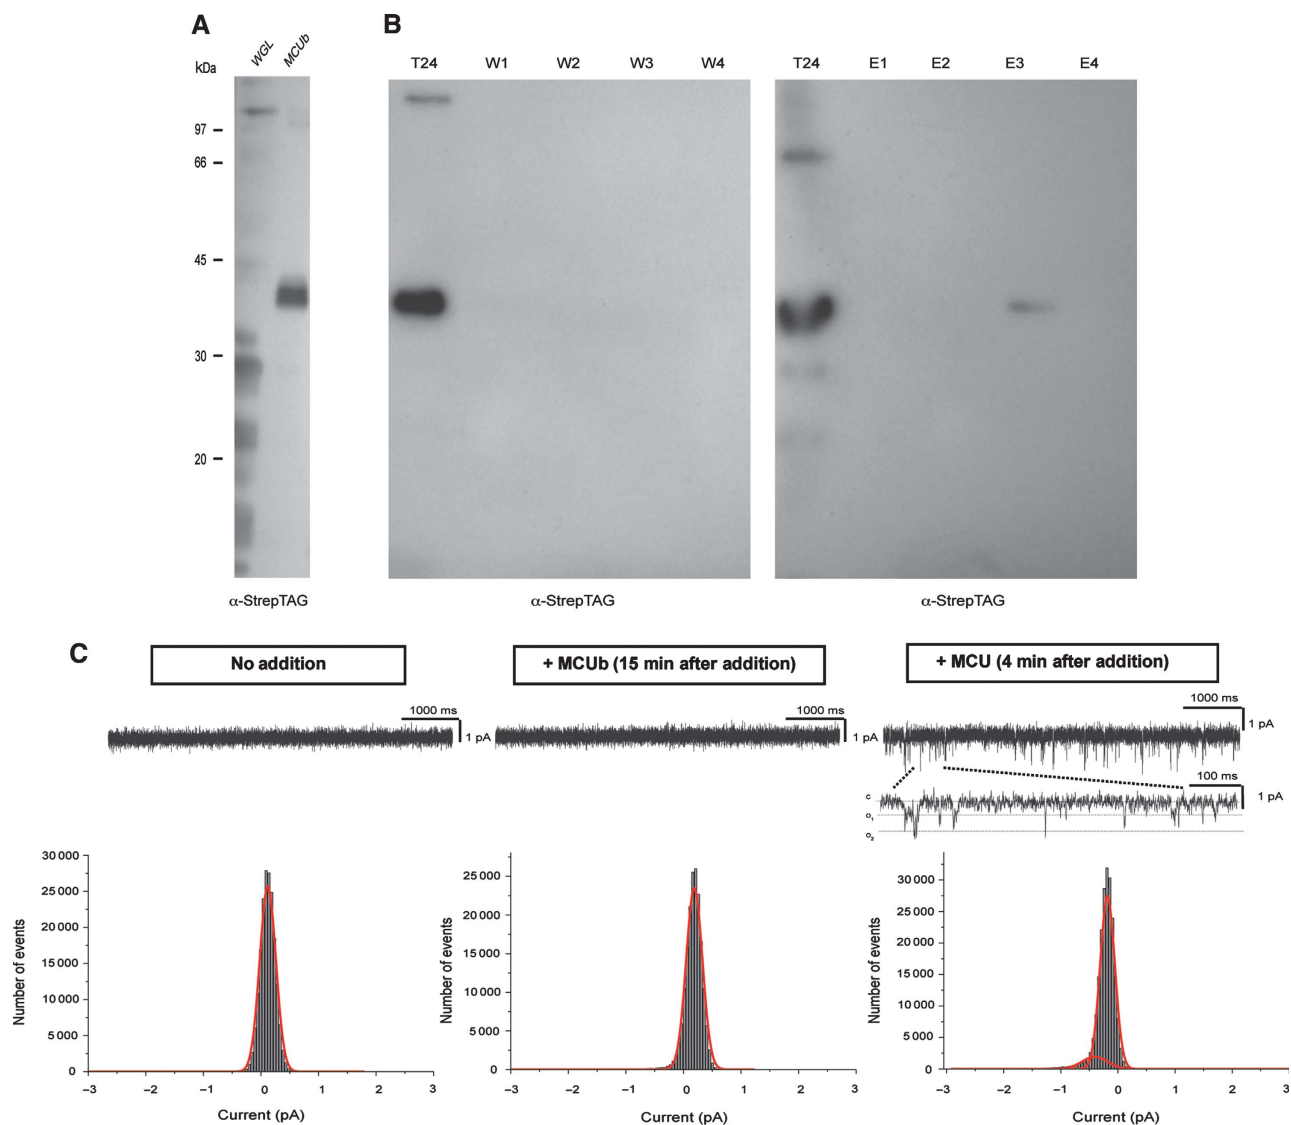 A
B
WGL MCUb
kDa
T24 W1 W2 W3 W4
T24 E1 E2 E3 E4
97
66
45
30
20
α-StrepTAG
α-StrepTAG
α-StrepTAG
C
No addition
+ MCUb (15 min after addition)
+ MCU (4 min after addition)
1000 ms
1 pA
1000 ms
1 pA
1000 ms
1 pA
100 ms
1 pA
c
o1
o2
Number of events
30 000
25 000
20 000
15 000
10 000
5 000
0
−3 −2 −1 0 1 2 3
Current (pA)
Number of events
25 000
20 000
15 000
10 000
5 000
0
−3 −2 −1 0 1 2 3
Current (pA)
Number of events
30 000
25 000
20 000
15 000
10 000
5 000
0
−3 −2 −1 0 1 2 3
Current (pA)